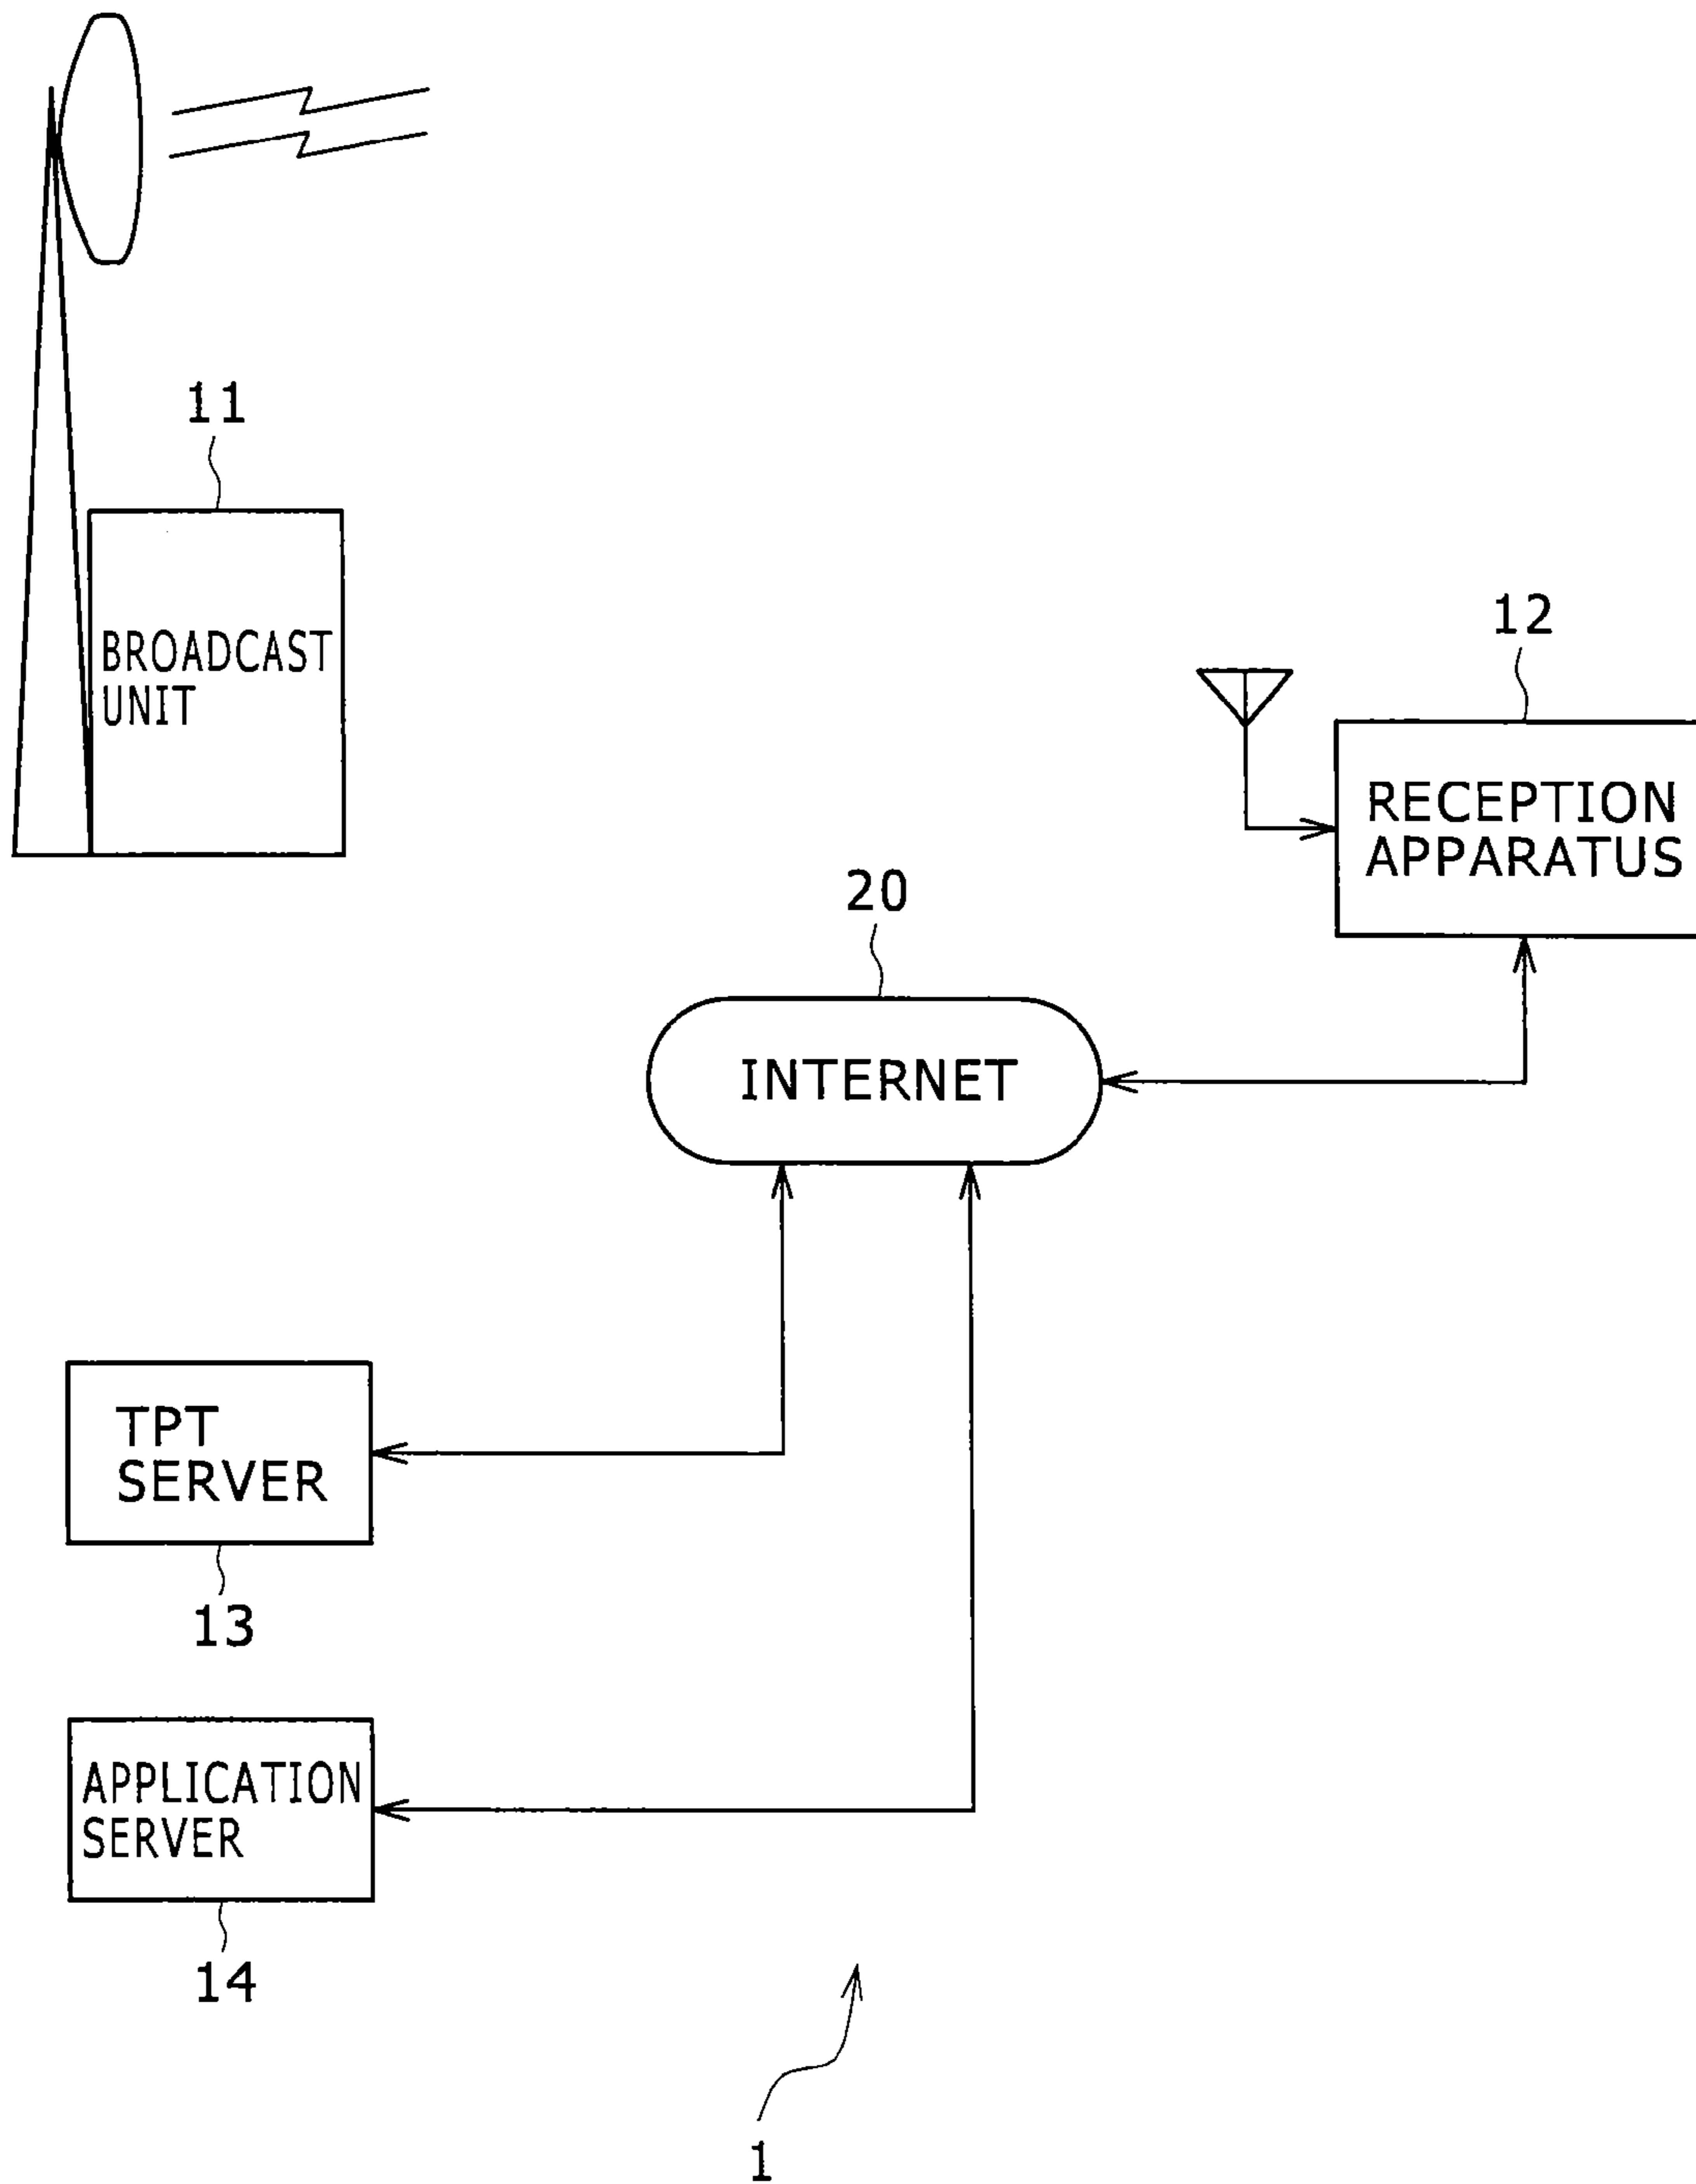 11
BROADCAST
UNIT
12
RECEPTION
APPARATUS
20
INTERNET
TPT
SERVER
13
APPLICATION
SERVER
14
1